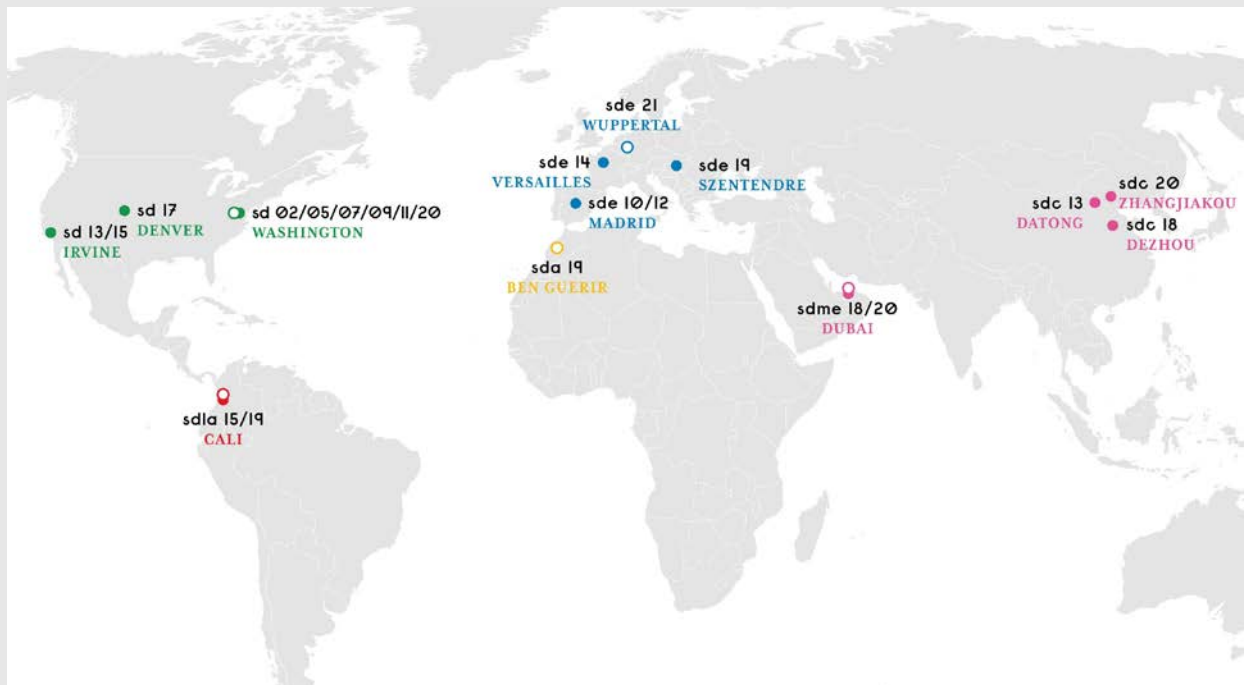 sde 21
WUPPERTAL
sde 14
VERSAILLES
sde 19
SZENTENDRE
sde 10/12
MADRID
sd 17
DENVER
sd 13/15
IRVINE
sd 02/05/07/09/11/20
WASHINGTON
sdc 20
ZHANGJIAKOU
sdc 13
DATONG
sdc 18
DEZHOU
sda 19
BEN GUERIR
sdme 18/20
DUBAI
sdla 15/19
CALI